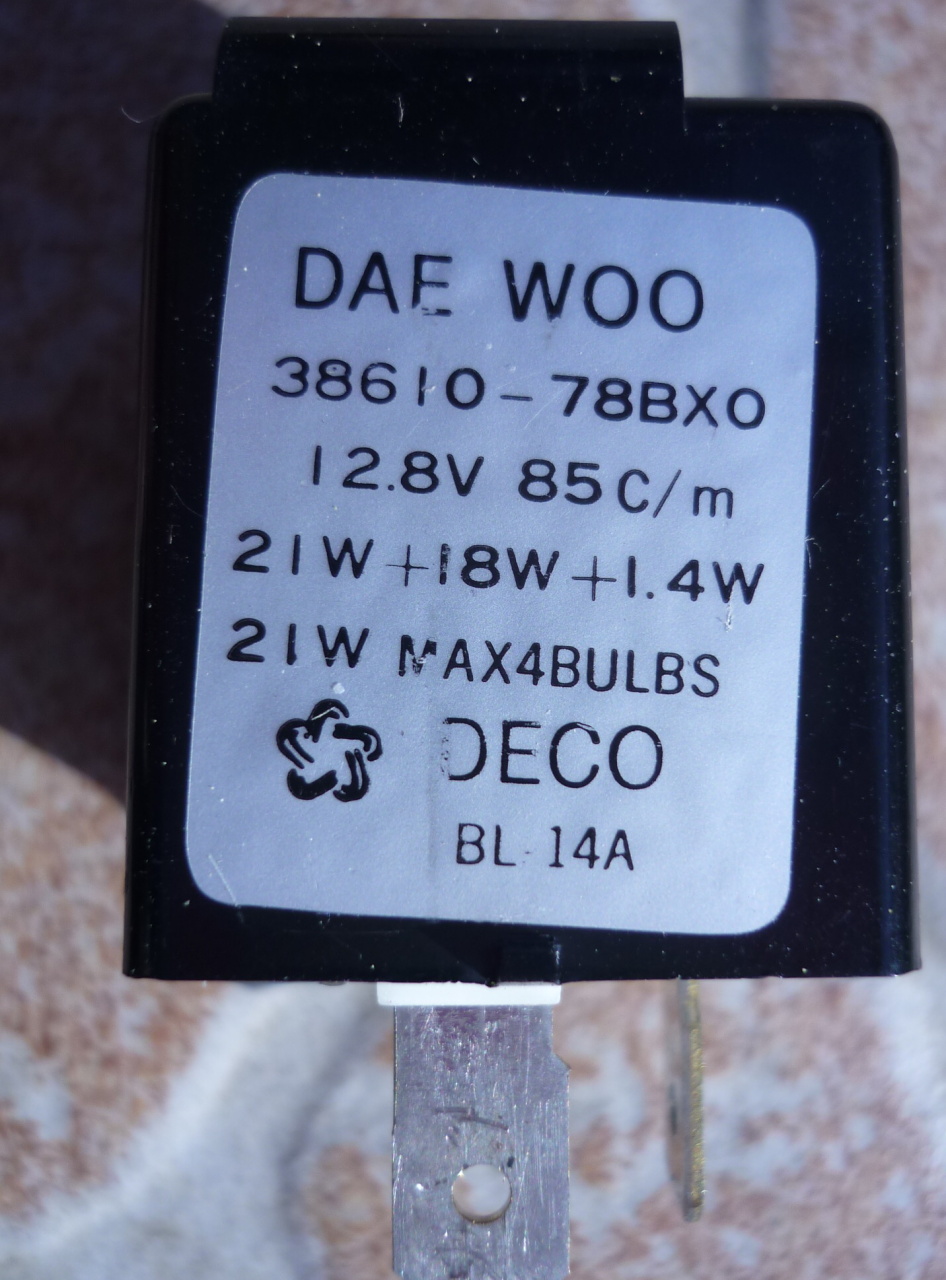 DAE WOO
38610-78BX0
12.8V 85C/m
21W+18W+1.4W
21W MAX4BULBS
DECO
BL 14A